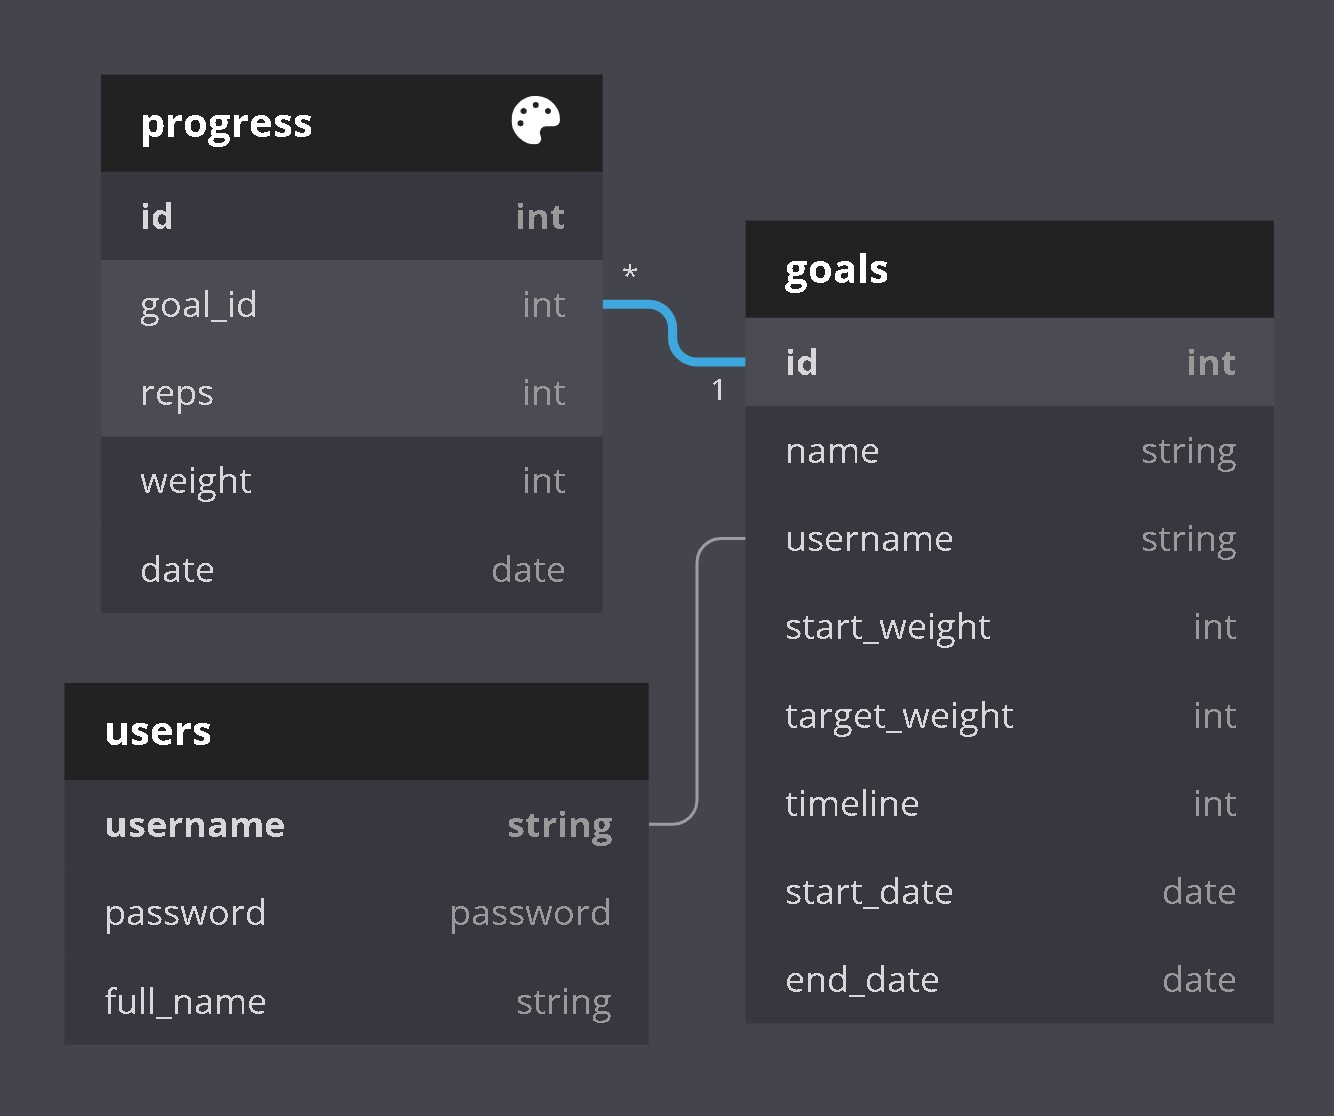 progress
id int
goal_id int
reps int
weight int
date date
*
1
goals
id int
name string
username string
start_weight int
target_weight int
timeline int
start_date date
end_date date
users
username string
password password
full_name string